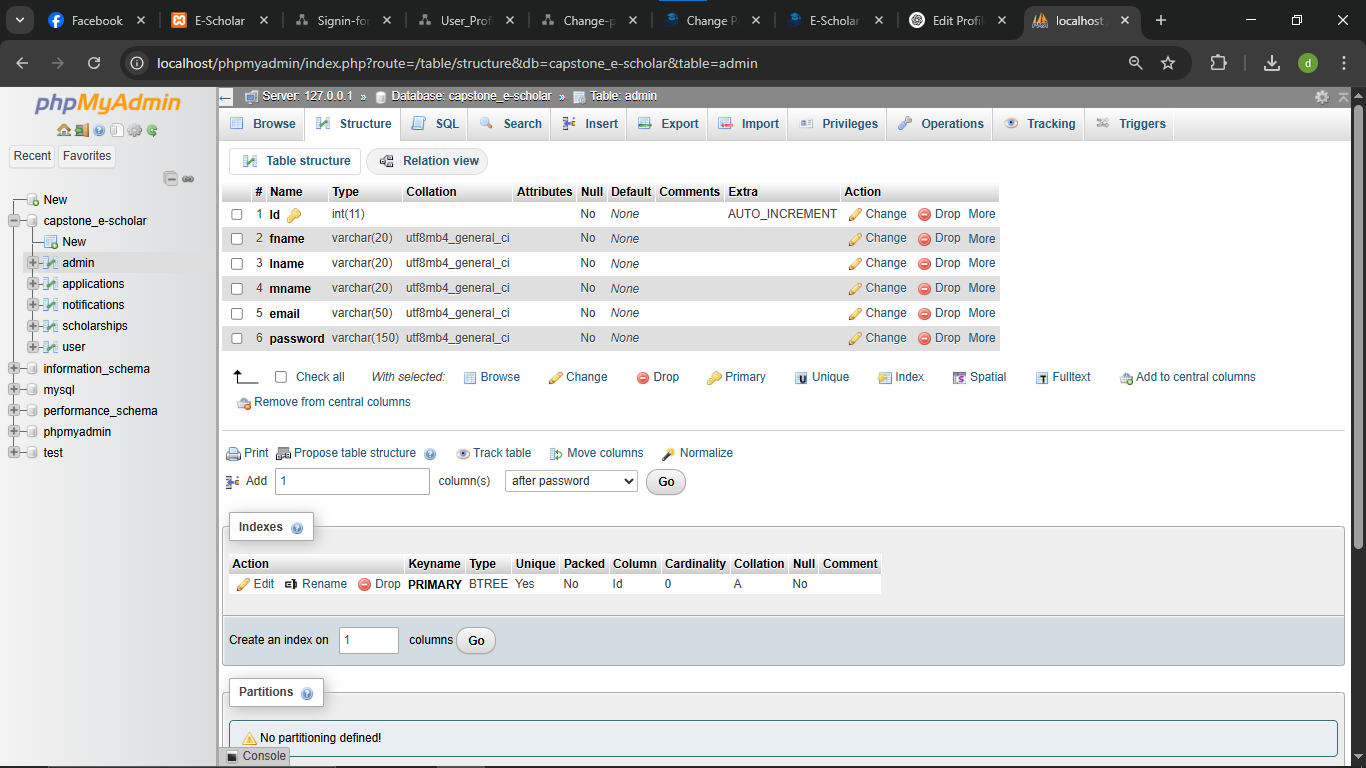 Facebook E-Scholar Signin-for User_Profi Change-p Change P E-Scholar Edit Profil localhost
localhost/phpmyadmin/index.php?route=/table/structure&db=capstone_e-scholar&table=admin d
phpMyAdmin
Recent Favorites
New
capstone_e-scholar
New
admin
applications
notifications
scholarships
user
information_schema
mysql
performance_schema
phpmyadmin
test
Server: 127.0.0.1 » Database: capstone_e-scholar » Table: admin
Browse Structure SQL Search Insert Export Import Privileges Operations Tracking Triggers
Table structure Relation view
# Name Type Collation Attributes Null Default Comments Extra Action
1 Id int(11) No None AUTO_INCREMENT Change Drop More
2 fname varchar(20) utf8mb4_general_ci No None Change Drop More
3 lname varchar(20) utf8mb4_general_ci No None Change Drop More
4 mname varchar(20) utf8mb4_general_ci No None Change Drop More
5 email varchar(50) utf8mb4_general_ci No None Change Drop More
6 password varchar(150) utf8mb4_general_ci No None Change Drop More
Check all With selected: Browse Change Drop Primary Unique Index Spatial Fulltext Add to central columns
Remove from central columns
Print Propose table structure Track table Move columns Normalize
Add 1 column(s) after password Go
Indexes
Action Keyname Type Unique Packed Column Cardinality Collation Null Comment
Edit Rename Drop PRIMARY BTREE Yes No Id 0 A No
Create an index on 1 columns Go
Partitions
No partitioning defined!
Console